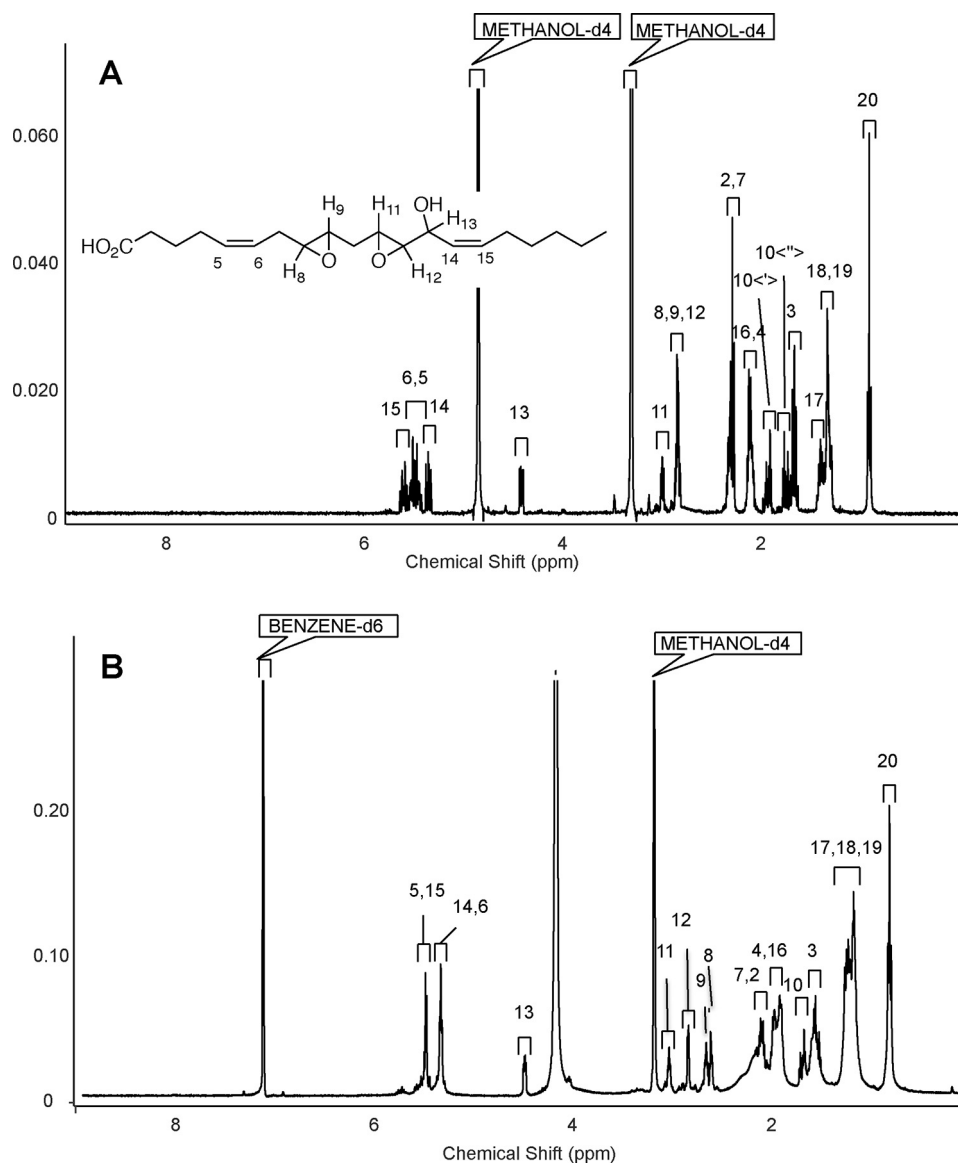 METHANOL-d4
METHANOL-d4
A
20
0.060
H9
H11
OH
H13
2,7
10<">
10<'>
18,19
HO2C
5
6
H8
O
O
H12
14
15
0.040
8,9,12
16,4
3
0.020
6,5
15
14
13
11
17
0
8
6
4
2
Chemical Shift (ppm)
BENZENE-d6
METHANOL-d4
B
20
0.20
17,18,19
5,15
14,6
12
11
8
9
4,16
7,2
3
10
0.10
13
0
8
6
4
2
Chemical Shift (ppm)